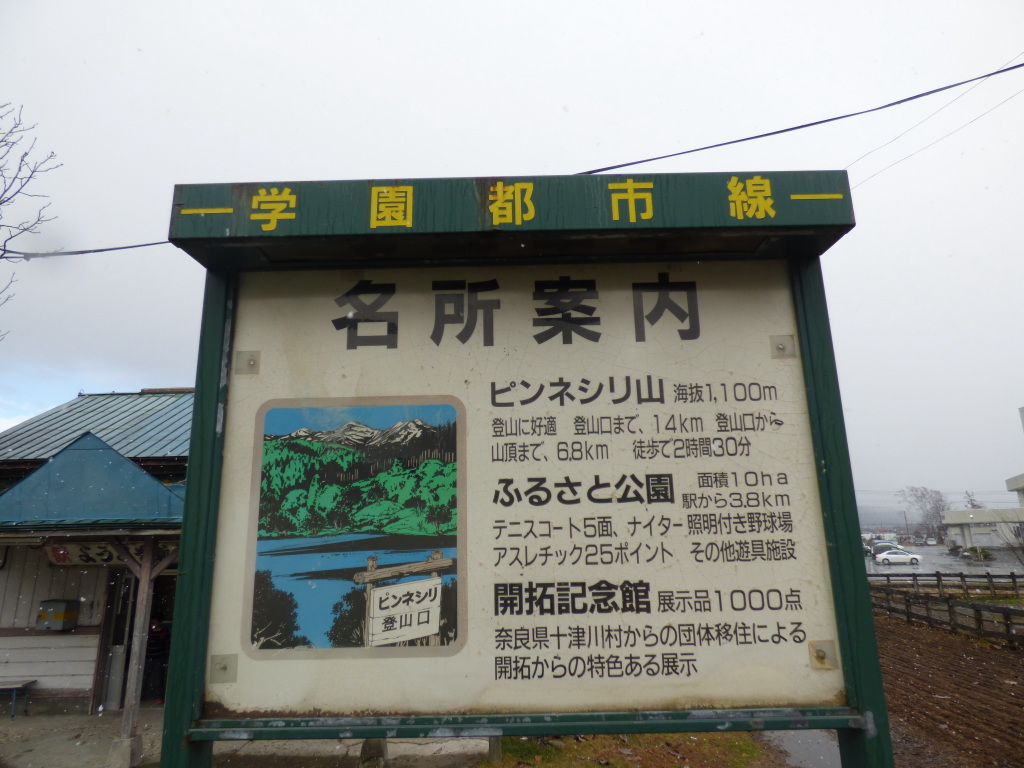 ー学園都市線ー
名所案内
ピンネシリ山 海抜1,100m
登山に好適 登山口まで、14km 登山口から
山頂まで、6.8km 徒歩で2時間30分
ふるさと公園 面積10ha
駅から3.8km
テニスコート5面、ナイター照明付き野球場
アスレチック25ポイント その他遊具施設
開拓記念館 展示品1000点
奈良県十津川村からの団体移住による
開拓からの特色ある展示
ピンネシリ
登山口